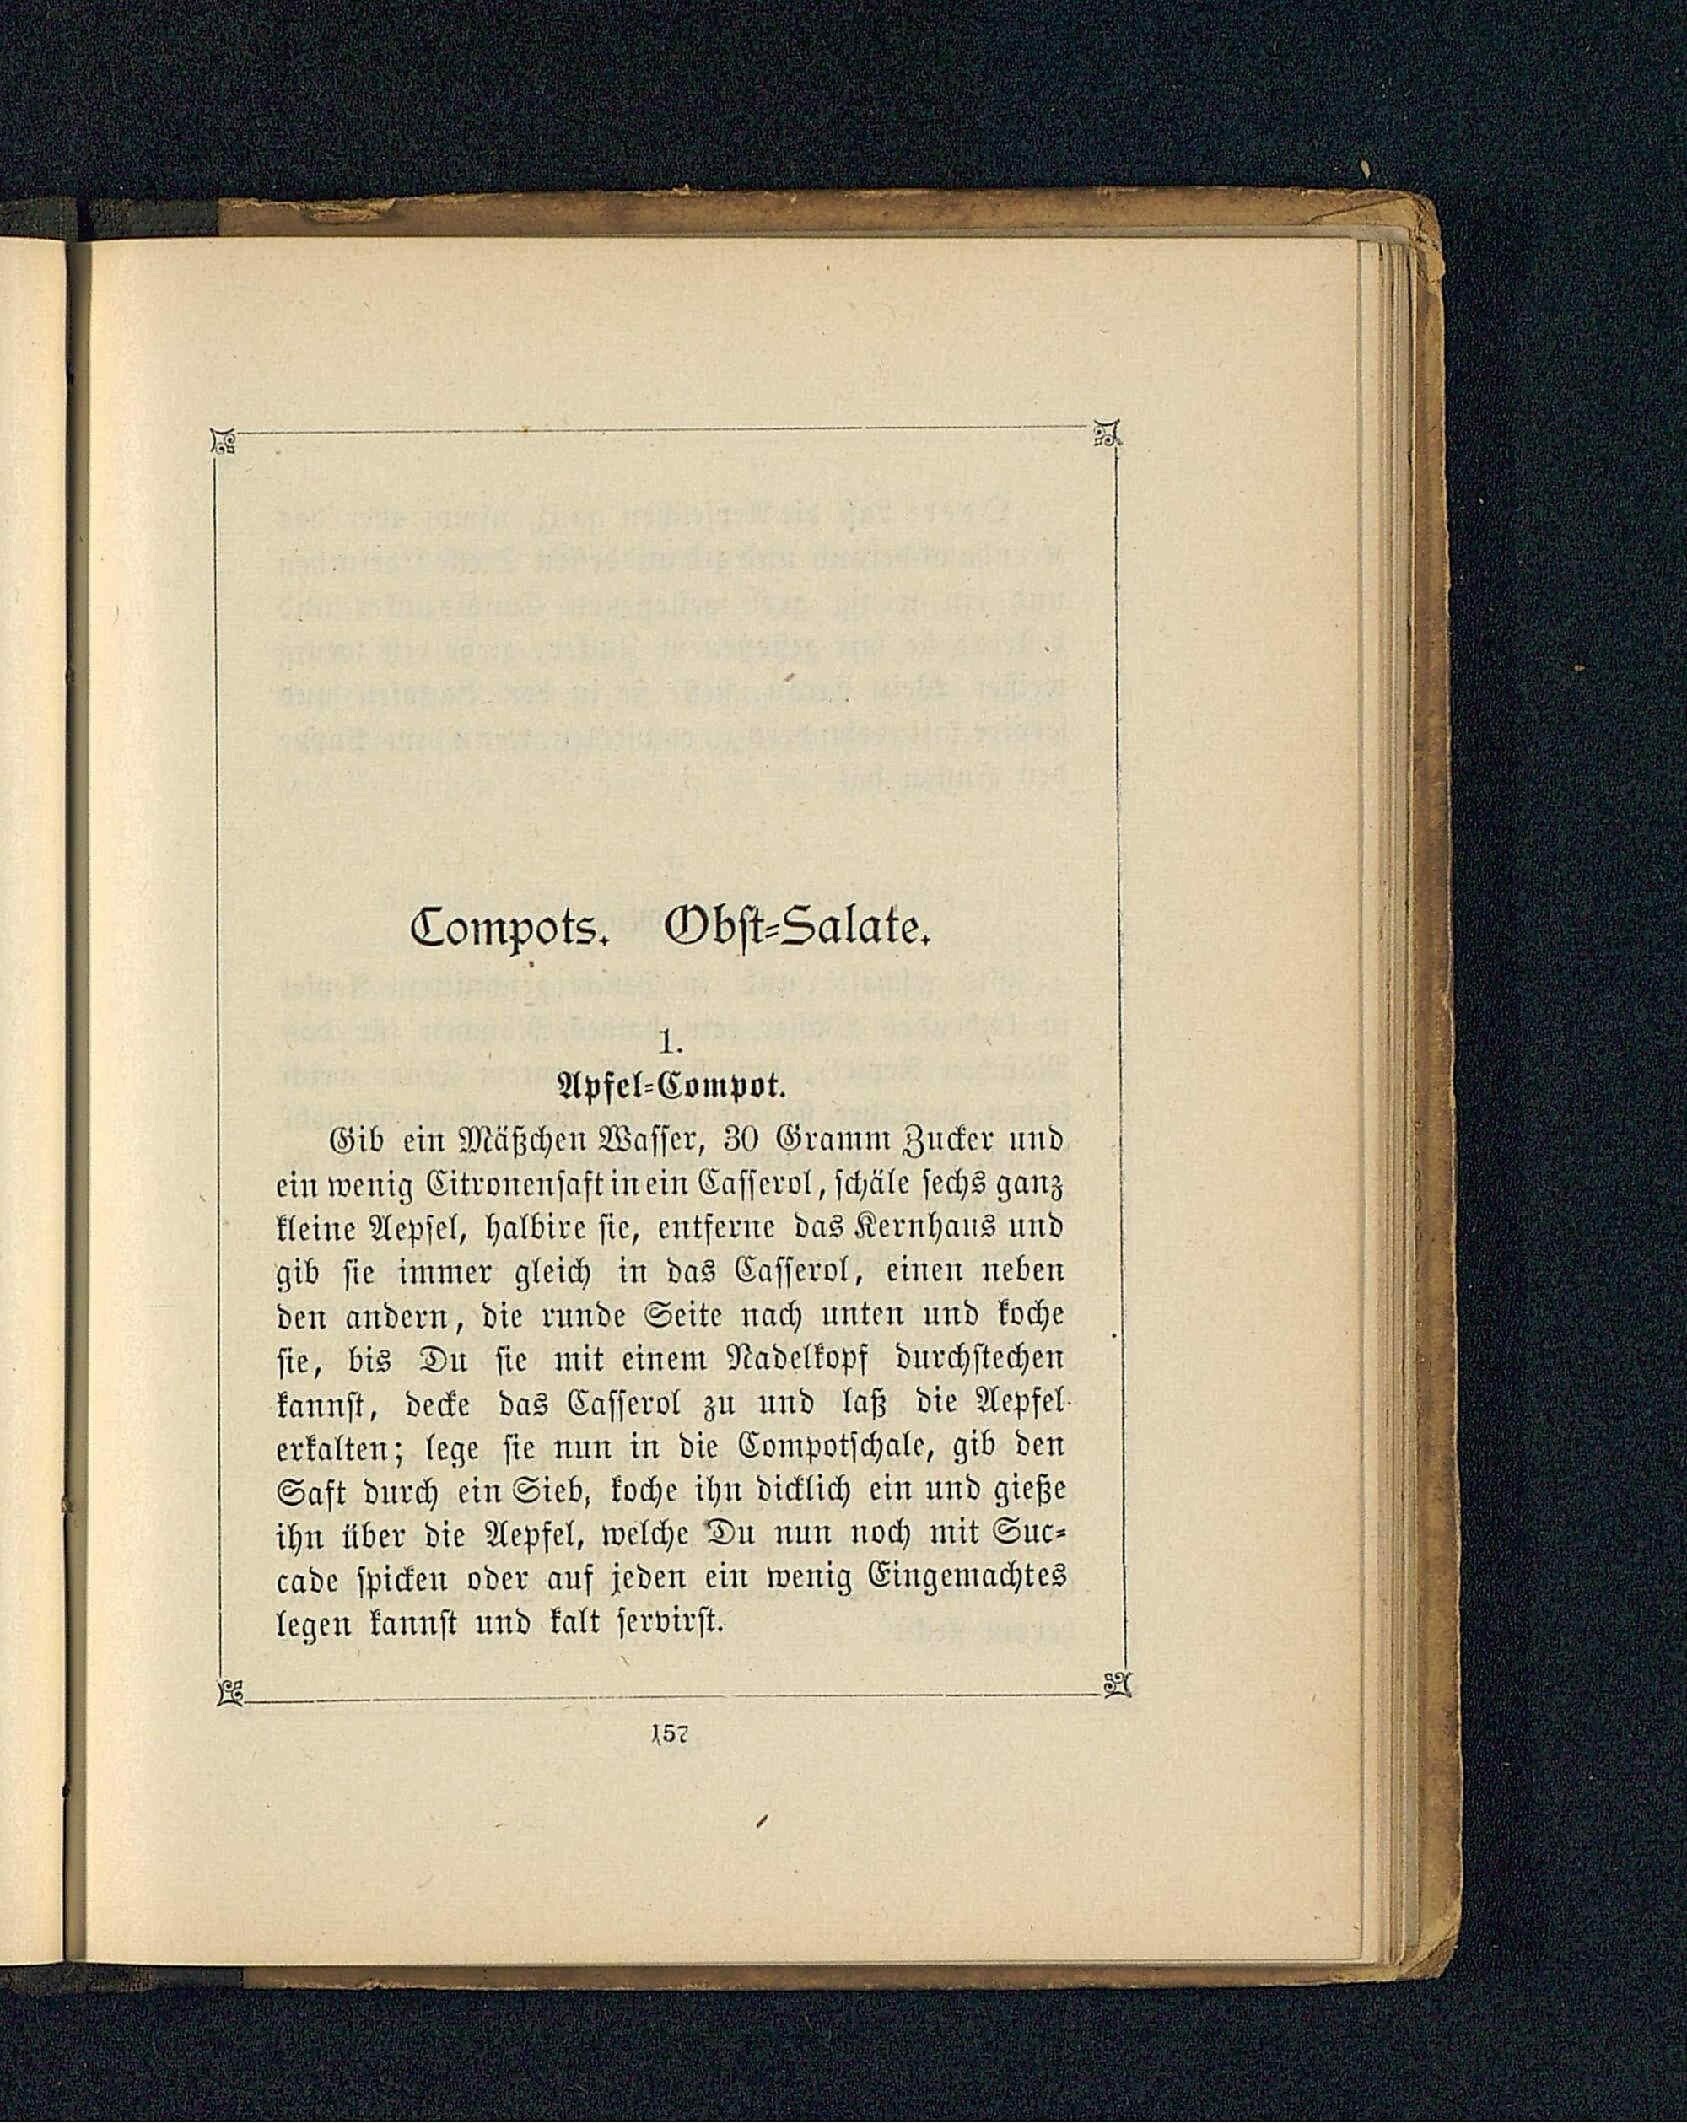 Compots. Obst-Salate.
1.
Apfel-Compot.
Gib ein Mäßchen Wasser, 30 Gramm Zucker und
ein wenig Citronensaft in ein Casserol, schäle sechs ganz
kleine Aepfel, halbire sie, entferne das Kernhaus und
gib sie immer gleich in das Casserol, einen neben
den andern, die runde Seite nach unten und koche
sie, bis Du sie mit einem Nadelkopf durchstechen
kannst, decke das Casserol zu und laß die Aepfel
erkalten; lege sie nun in die Compotschale, gib den
Saft durch ein Sieb, koche ihn dicklich ein und gieße
ihn über die Aepfel, welche Du nun noch mit Suc-
cade spicken oder auf jeden ein wenig Eingemachtes
legen kannst und kalt servirst.
157